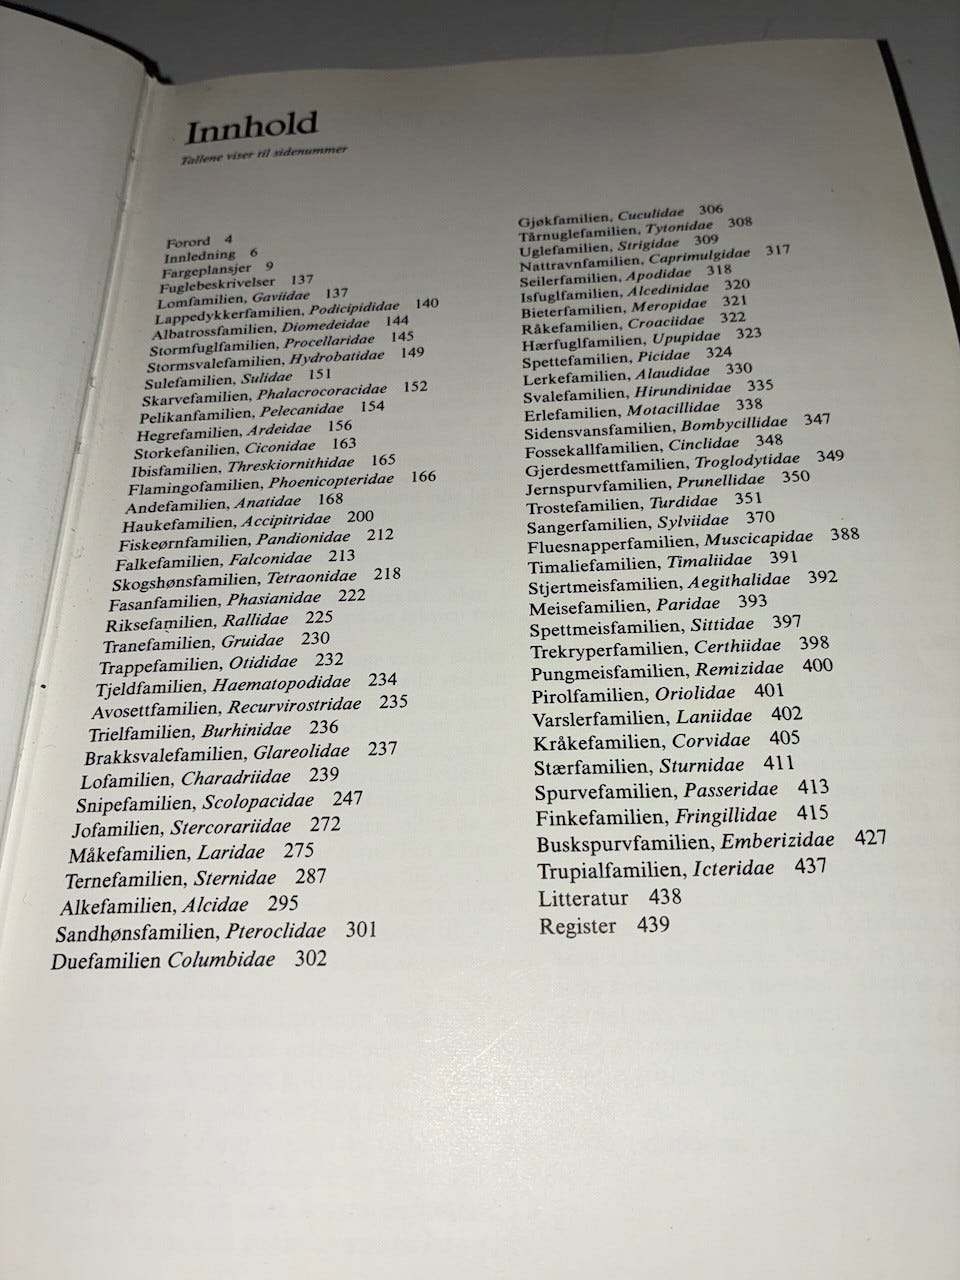 Innhold
Tallene viser til sidenummer
Forord 4
Innledning 6
Fargeplansjer 9
Fuglebeskrivelser 137
Lomfamilien, Gaviidae 137
Lappedykkerfamilien, Podicipididae 140
Albatrossfamilien, Diomedeidae 144
Stormfuglfamilien, Procellaridae 145
Stormsvalefamilien, Hydrobatidae 149
Sulefamilien, Sulidae 151
Skarvefamilien, Phalacrocoracidae 152
Pelikanfamilien, Pelecanidae 154
Hegrefamilien, Ardeidae 156
Storkefanilien, Ciconidae 163
Ibisfamilien, Threskiornithidae 165
Flamingofamilien, Phoenicopteridae 166
Andefamilien, Anatidae 168
Haukefamilien, Accipitridae 200
Fiskeørnfamilien, Pandionidae 212
Falkefamilien, Falconidae 213
Skogshønsfamilien, Tetraonidae 218
Fasanfamilien, Phasianidae 222
Riksefamilien, Rallidae 225
Tranefamilien, Gruidae 230
Trappefamilien, Otididae 232
Tjeldfamilien, Haematopodidae 234
Avosettfamilien, Recurvirostridae 235
Trielfamilien, Burhinidae 236
Brakksvalefamilien, Glareolidae 237
Lofamilien, Charadriidae 239
Snipefamilien, Scolopacidae 247
Jofamilien, Stercorariidae 272
Måkefamilien, Laridae 275
Ternefamilien, Sternidae 287
Alkefamilien, Alcidae 295
Sandhønsfamilien, Pteroclidae 301
Duefamilien Columbidae 302
Gjøkfamilien, Cuculidae 306
Tårnuglefamilien, Tytonidae 308
Uglefamilien, Strigidae 309
Nattravnfamilien, Caprimulgidae 317
Seilerfamilien, Apodidae 318
Isfuglfamilien, Alcedinidae 320
Bieterfamilien, Meropidae 321
Råkefamilien, Croaciidae 322
Hærfuglfamilien, Upupidae 323
Spettefamilien, Picidae 324
Lerkefamilien, Alaudidae 330
Svalefamilien, Hirundinidae 335
Erlefamilien, Motacillidae 338
Sidensvansfamilien, Bombycillidae 347
Fossekallfamilien, Cinclidae 348
Gjerdesmettfamilien, Troglodytidae 349
Jernspurvfamilien, Prunellidae 350
Trostefamilien, Turdidae 351
Sangerfamilien, Sylviidae 370
Fluesnapperfamilien, Muscicapidae 388
Timaliefamilien, Timaliidae 391
Stjertmeisfamilien, Aegithalidae 392
Meisefamilien, Paridae 393
Spettmeisfamilien, Sittidae 397
Trekryperfamilien, Certhiidae 398
Pungmeisfamilien, Remizidae 400
Pirolfamilien, Oriolidae 401
Varslerfamilien, Laniidae 402
Kråkefamilien, Corvidae 405
Stærfamilien, Sturnidae 411
Spurvefamilien, Passeridae 413
Finkefamilien, Fringillidae 415
Buskspurvfamilien, Emberizidae 427
Trupialfamilien, Icteridae 437
Litteratur 438
Register 439